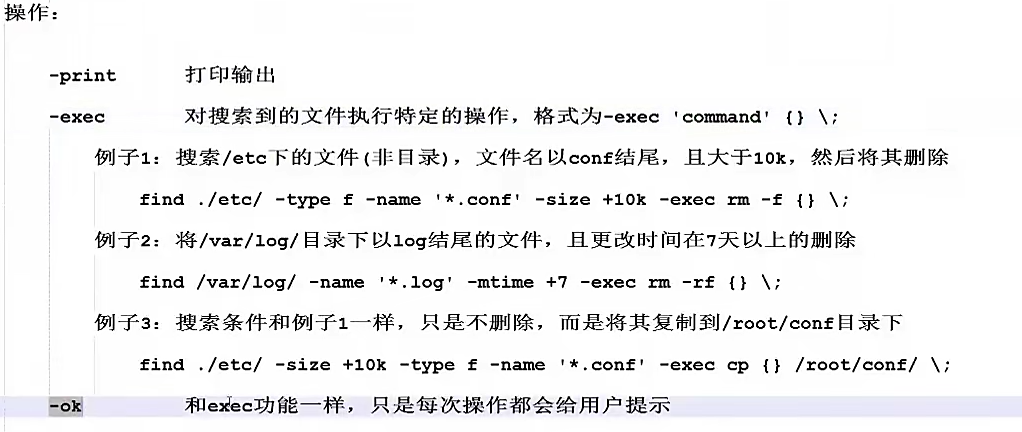 操作：
-print 打印输出
-exec 对搜索到的文件执行特定的操作，格式为-exec 'command' {} \;
例子1：搜索/etc下的文件(非目录)，文件名以conf结尾，且大于10k，然后将其删除
find ./etc/ -type f -name '*.conf' -size +10k -exec rm -f {} \;
例子2：将/var/log/目录下以log结尾的文件，且更改时间在7天以上的删除
find /var/log/ -name '*.log' -mtime +7 -exec rm -rf {} \;
例子3：搜索条件和例子1一样，只是不删除，而是将其复制到/root/conf目录下
find ./etc/ -size +10k -type f -name '*.conf' -exec cp {} /root/conf/ \;
-ok 和exec功能一样，只是每次操作都会给用户提示